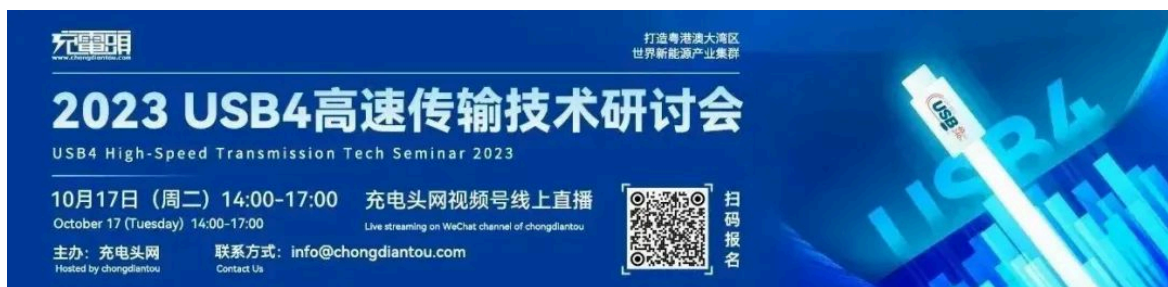 充電頭
www.chongdiantou.com
打造粤港澳大湾区
世界新能源产业集群
2023 USB4高速传输技术研讨会
USB4 High-Speed Transmission Tech Seminar 2023
10月17日（周二）14:00-17:00
October 17 (Tuesday) 14:00-17:00
充电头网视频号线上直播
Live streaming on WeChat channel of chongdiantou
主办：充电头网
Hosted by chongdiantou
联系方式：info@chongdiantou.com
Contact Us
扫码报名
USB
USB4